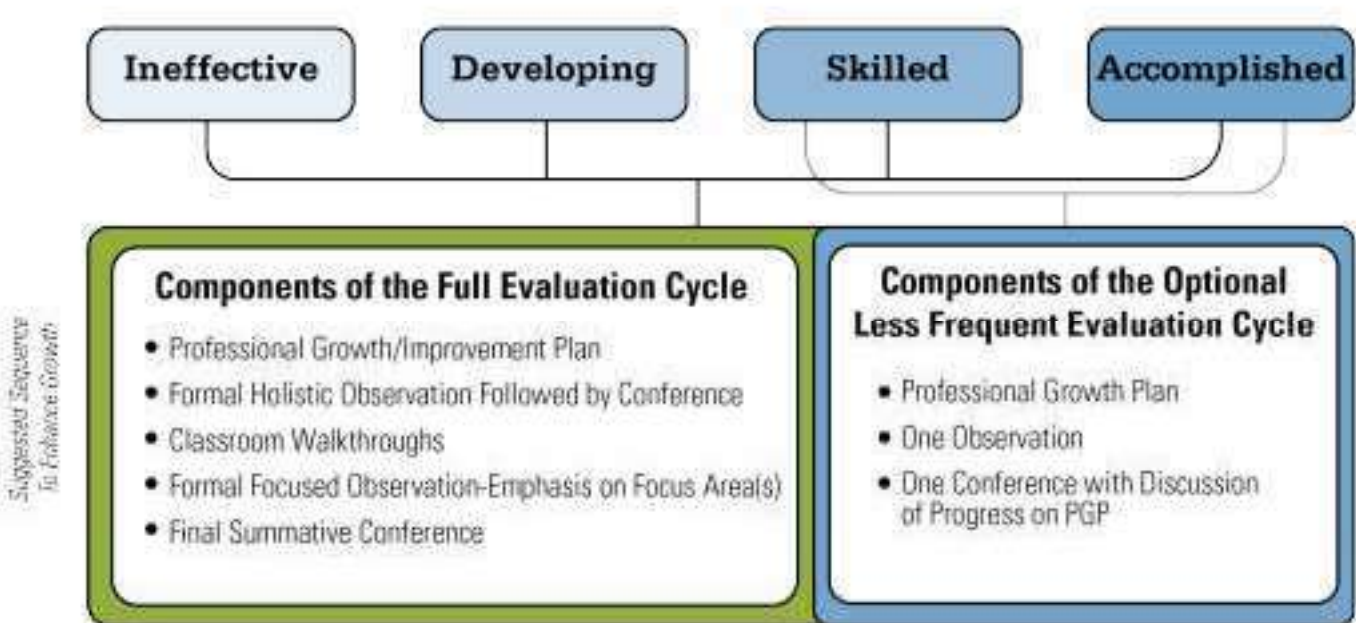 Ineffective
Developing
Skilled
Accomplished
Suggested Sequence
To Enhance Growth
Components of the Full Evaluation Cycle
• Professional Growth/Improvement Plan
• Formal Holistic Observation Followed by Conference
• Classroom Walkthroughs
• Formal Focused Observation-Emphasis on Focus Area(s)
• Final Summative Conference
Components of the Optional
Less Frequent Evaluation Cycle
• Professional Growth Plan
• One Observation
• One Conference with Discussion
of Progress on PGP